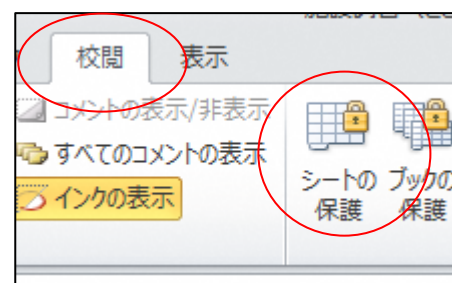 校閲 表示
コメントの表示/非表示
すべてのコメントの表示
インクの表示
シートの
保護
ブックの
保護